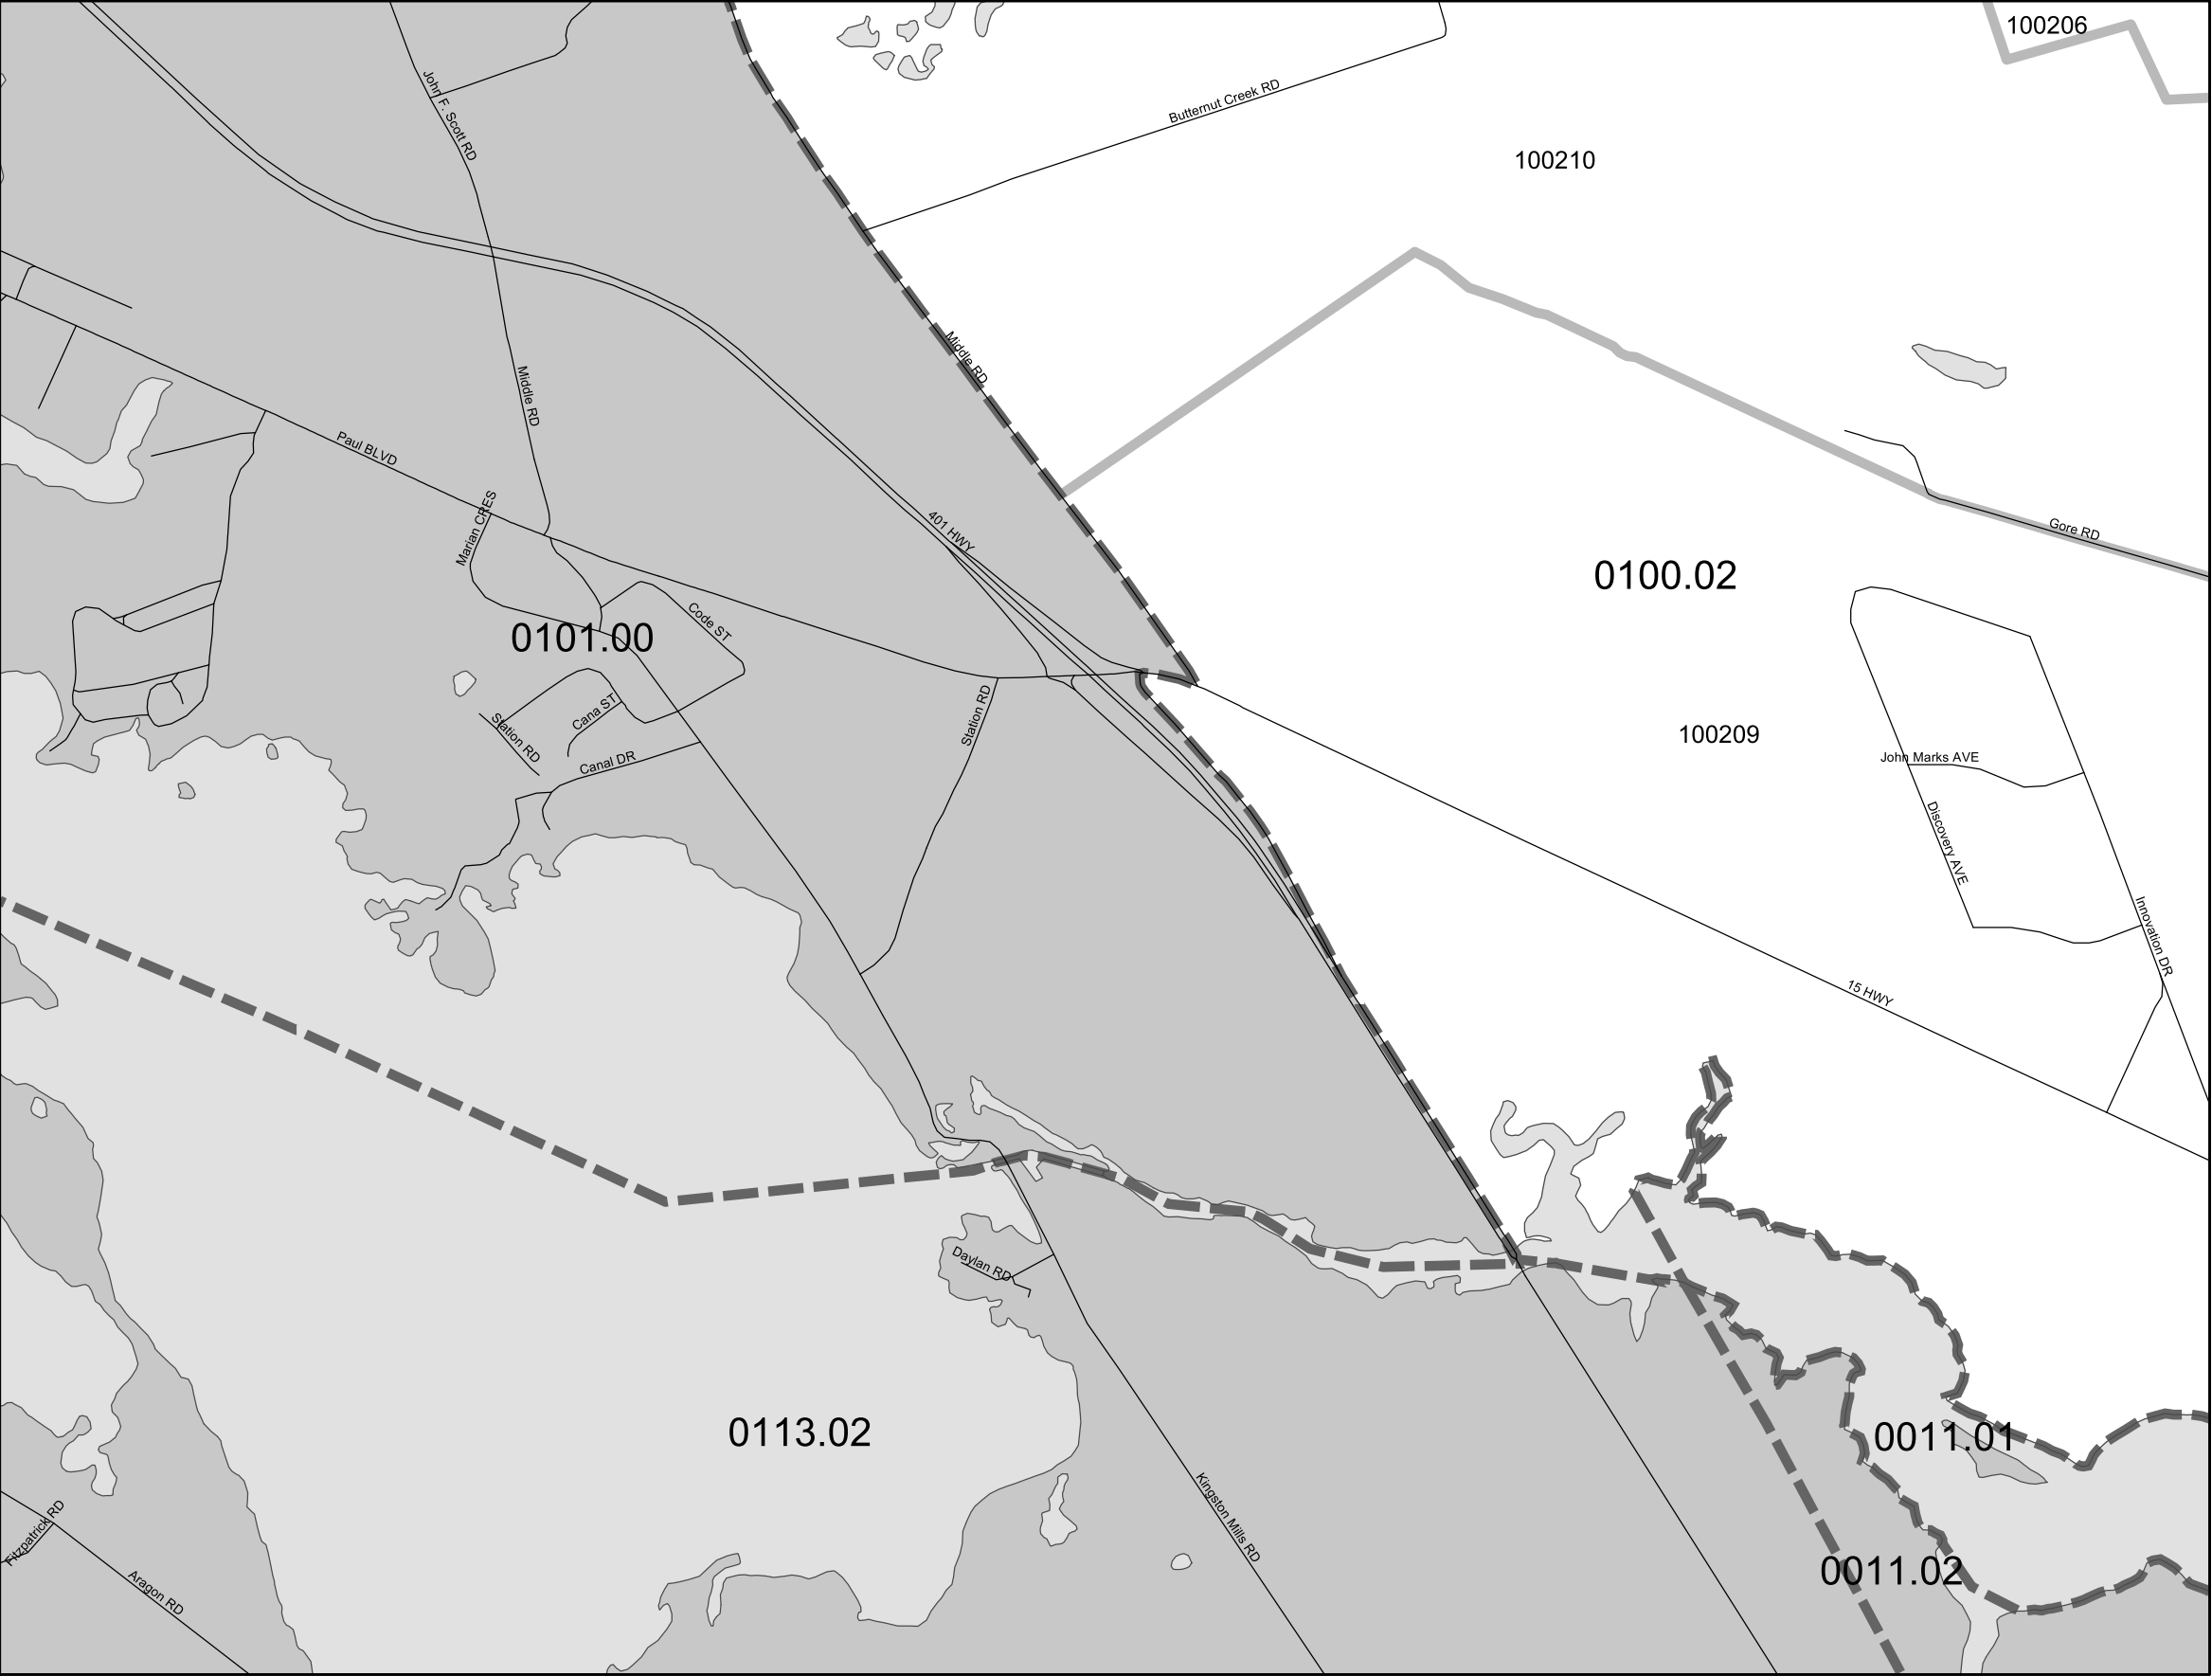 100206
John F. Scott RD
Butternut Creek RD
100210
Middle RD
Middle RD
Paul BLVD
Marian CRES
401 HWY
Gore RD
0100.02
Code ST
0101.00
Station RD
Cana ST
Station RD
Canal DR
100209
John Marks AVE
Discovery AVE
Innovation DR
15 HWY
Daylan RD
0113.02
0011.01
Kingston Mills RD
Fitzpatrick RD
Aragon RD
0011.02